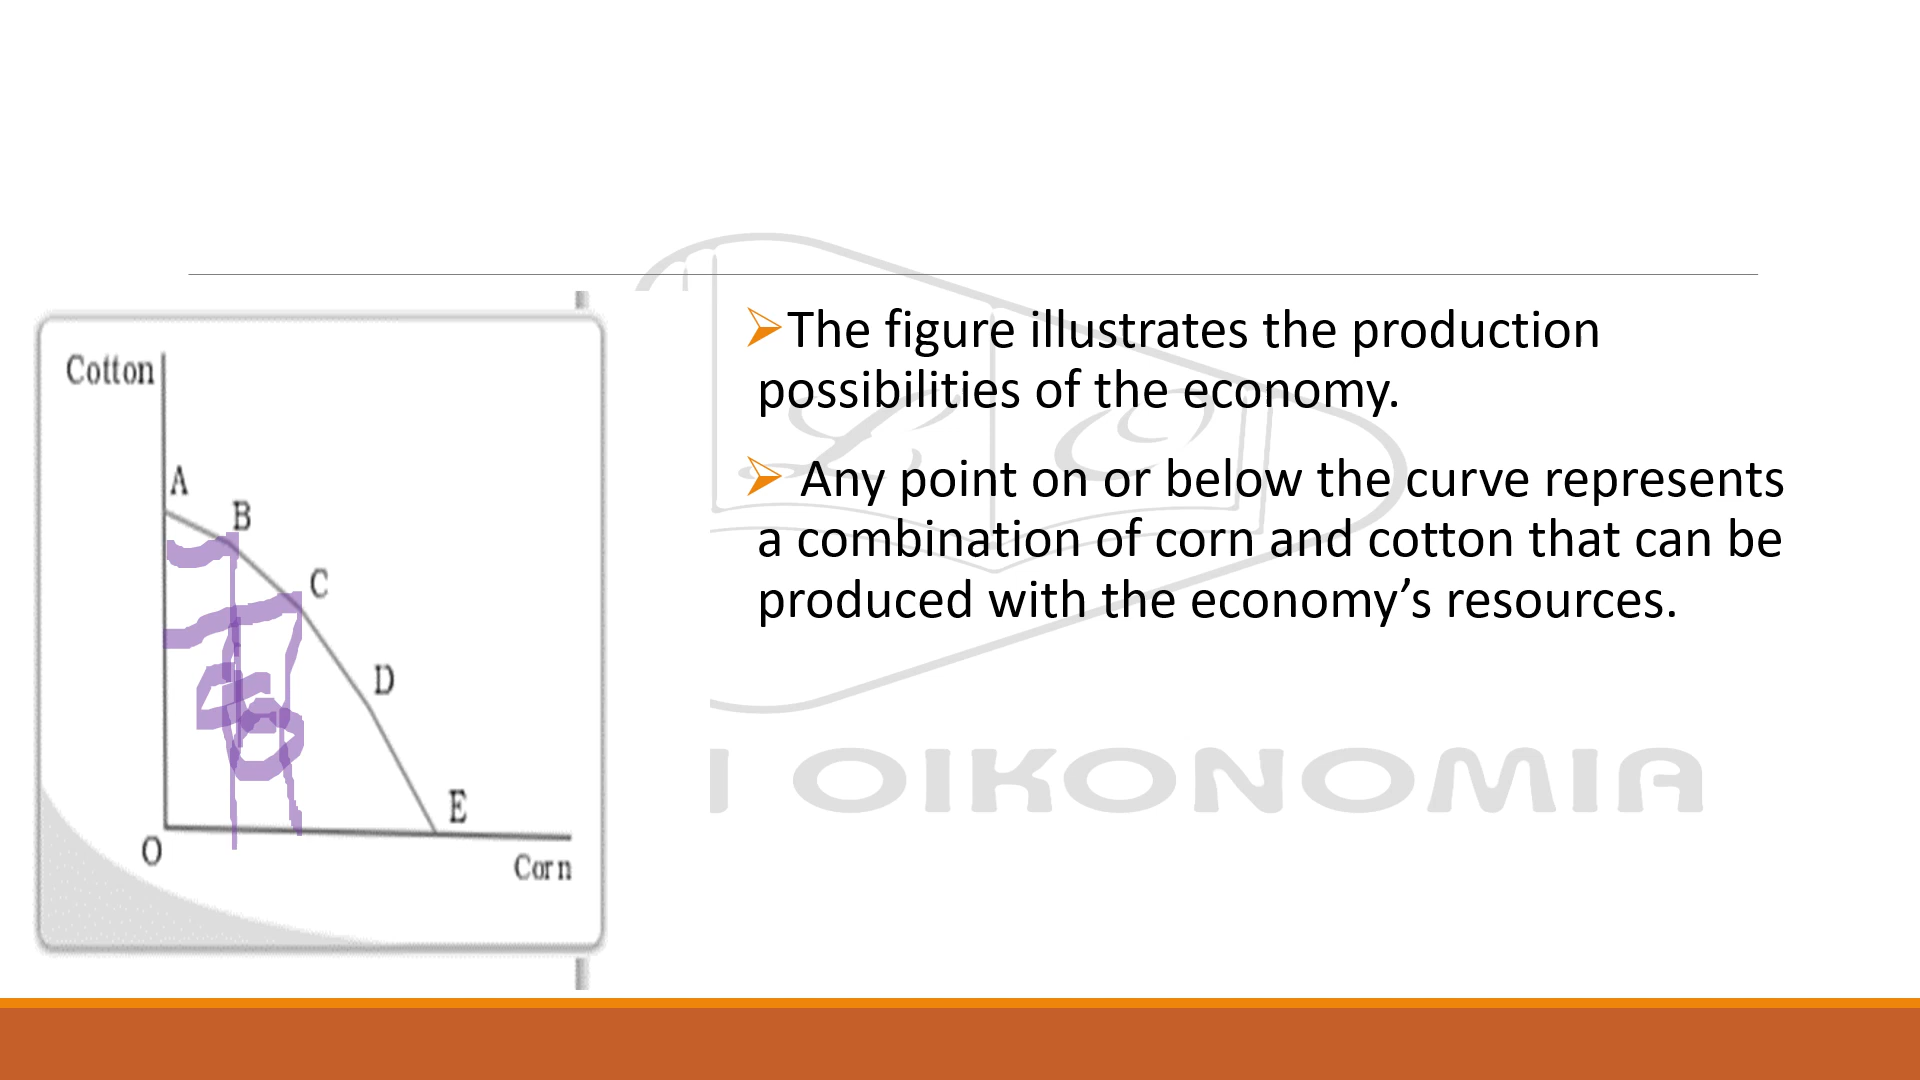 Cotton
A
B
C
D
E
O
Corn
➢The figure illustrates the production
possibilities of the economy.
➢ Any point on or below the curve represents
a combination of corn and cotton that can be
produced with the economy’s resources.
OIKONOMIA